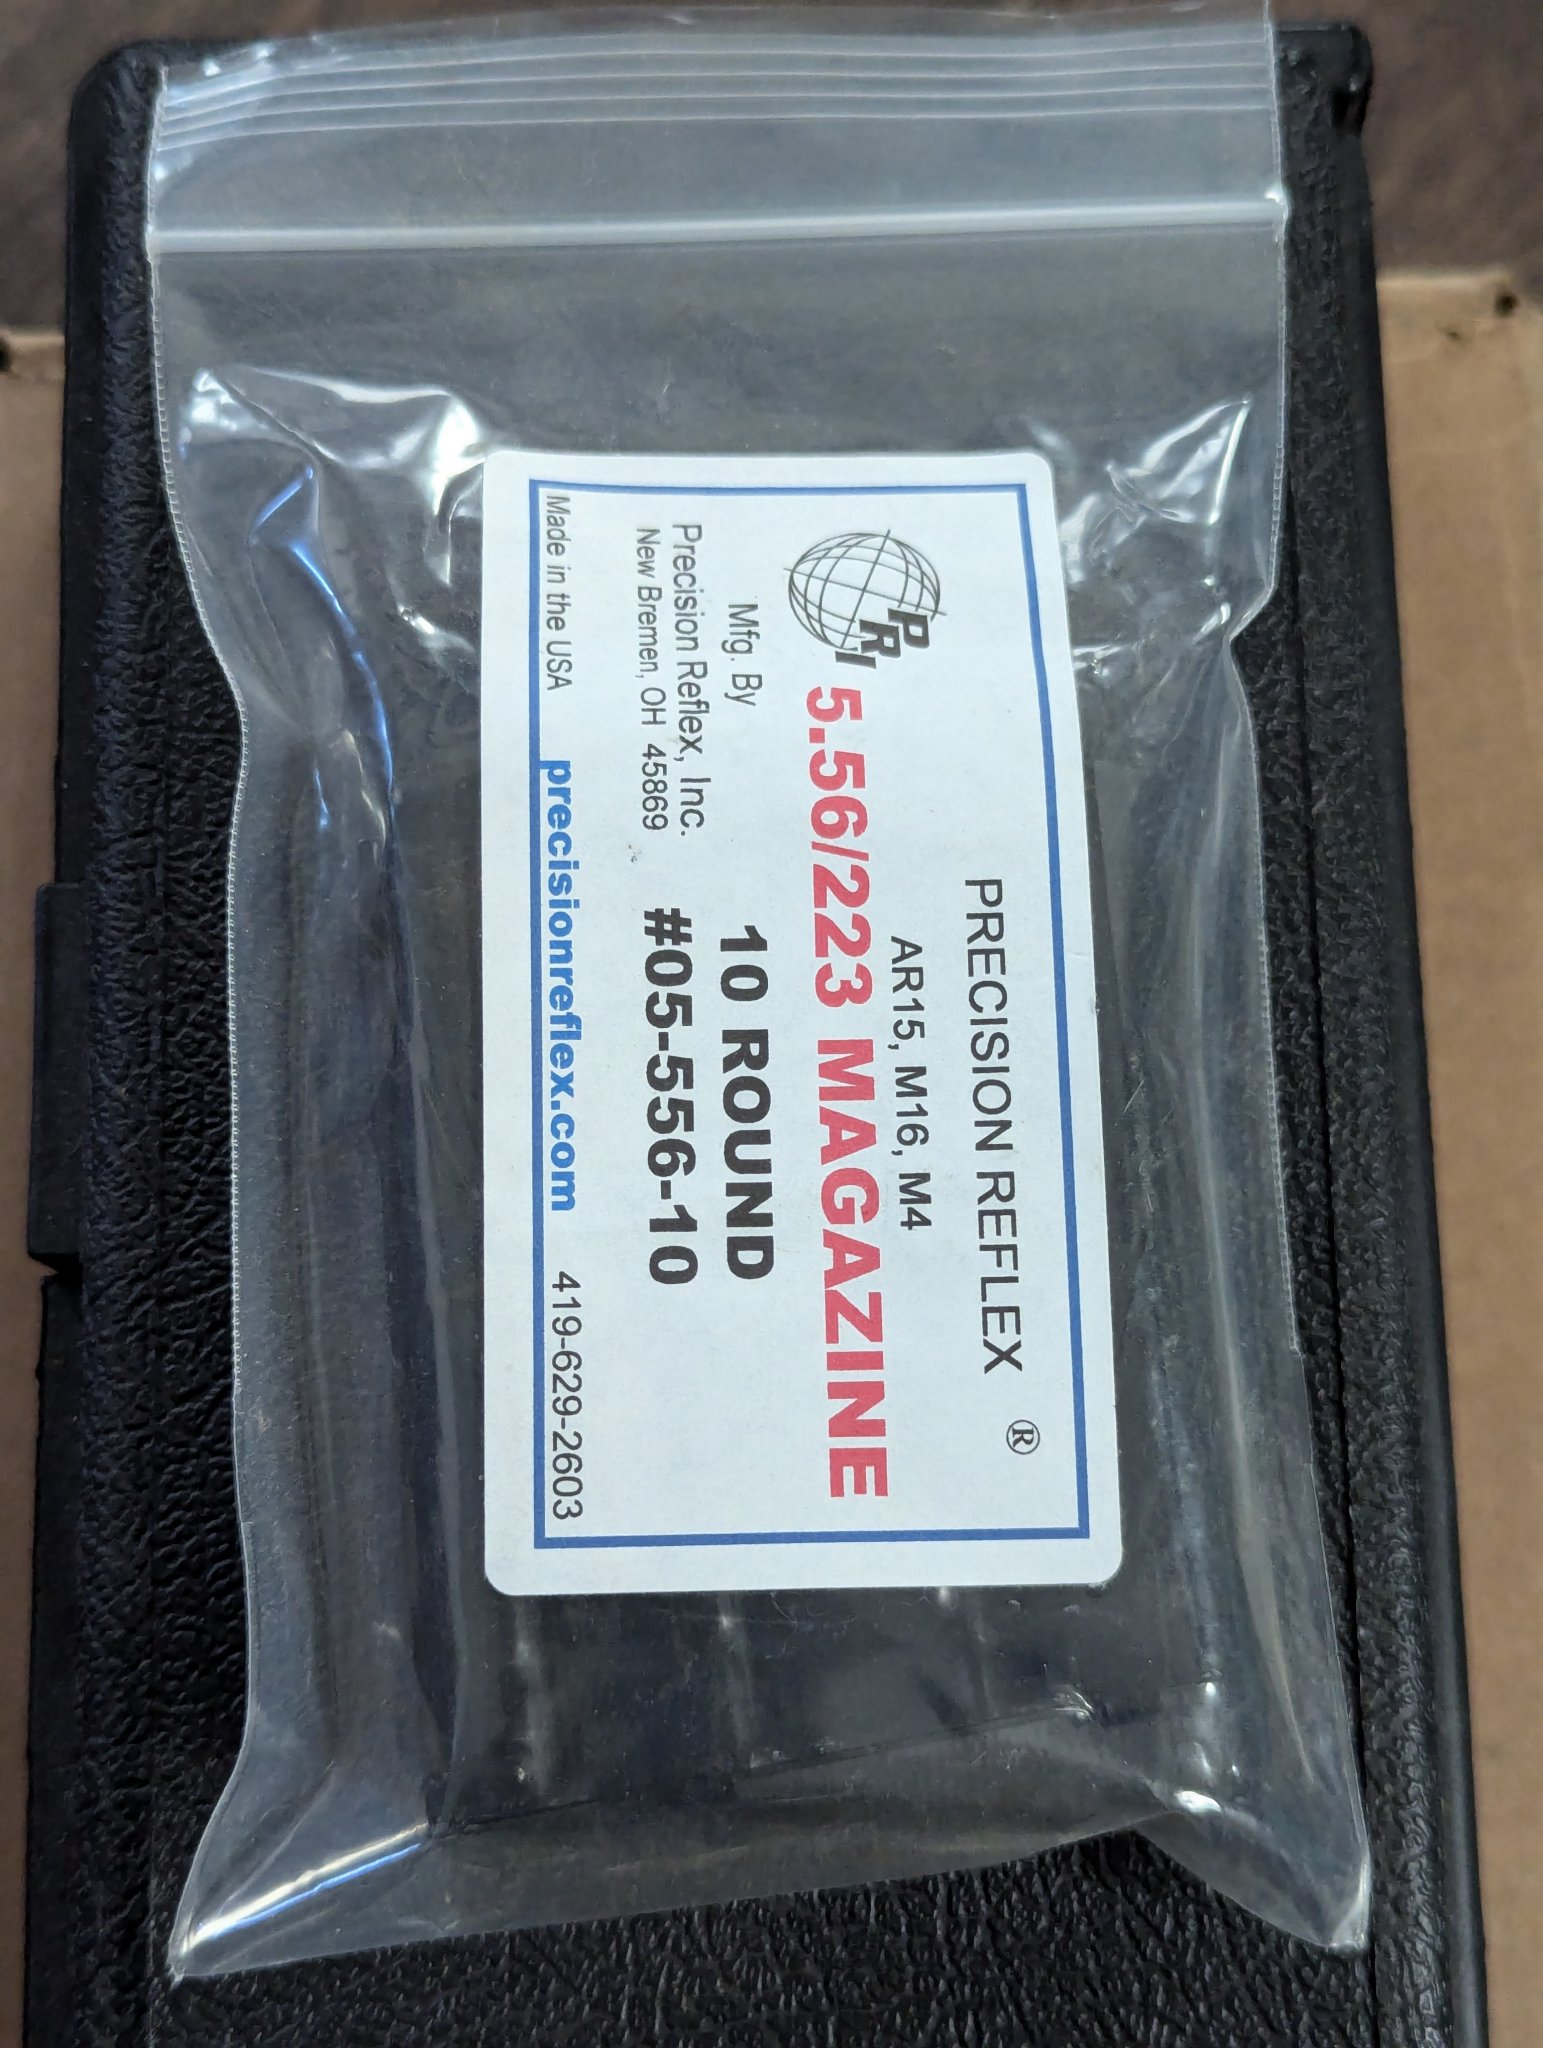 PRECISION REFLEX ®
AR15, M16, M4
PRI
5.56/223 MAGAZINE
Mfg. By
Precision Reflex, Inc.
New Bremen, OH 45869
10 ROUND
#05-556-10
Made in the USA precisionreflex.com 419-629-2603